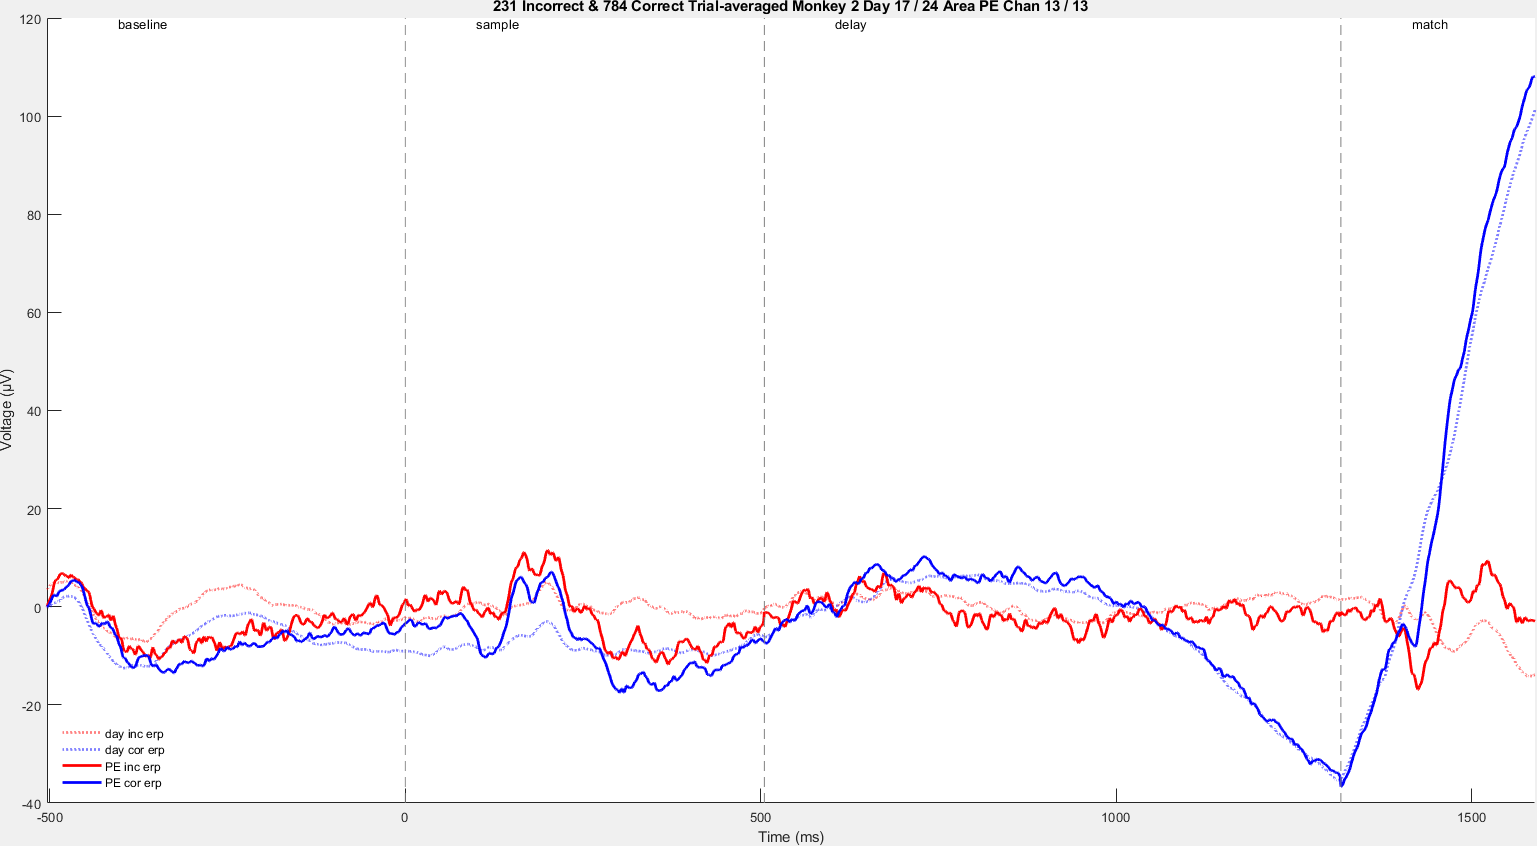 231 Incorrect & 784 Correct Trial-averaged Monkey 2 Day 17 / 24 Area PE Chan 13 / 13
baseline
sample
delay
match
120
100
80
60
40
20
0
-20
-40
Voltage (µV)
day inc erp
day cor erp
PE inc erp
PE cor erp
-500
0
500
1000
1500
Time (ms)